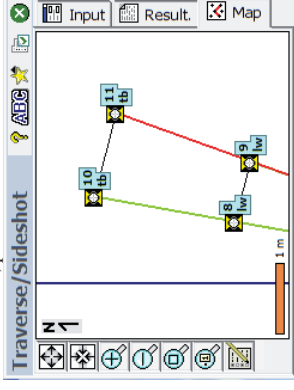 Traverse/Sideshot
? ABC
Input
Result.
Map
N
1 m
10
tb
11
tb
8
lw
9
lw